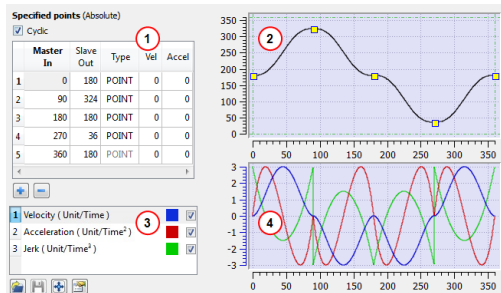 Specified points (Absolute)
Cyclic
1
Master In Slave Out Type Vel Accel
1 0 180 POINT 0 0
2 90 324 POINT 0 0
3 180 180 POINT 0 0
4 270 36 POINT 0 0
5 360 180 POINT 0 0
1 Velocity ( Unit/Time )
2 Acceleration ( Unit/Time² )
3 Jerk ( Unit/Time³ )
3
2
350
300
250
200
150
100
50
0
0 50 100 150 200 250 300 350
4
3
2
1
0
-1
-2
-3
0 50 100 150 200 250 300 350